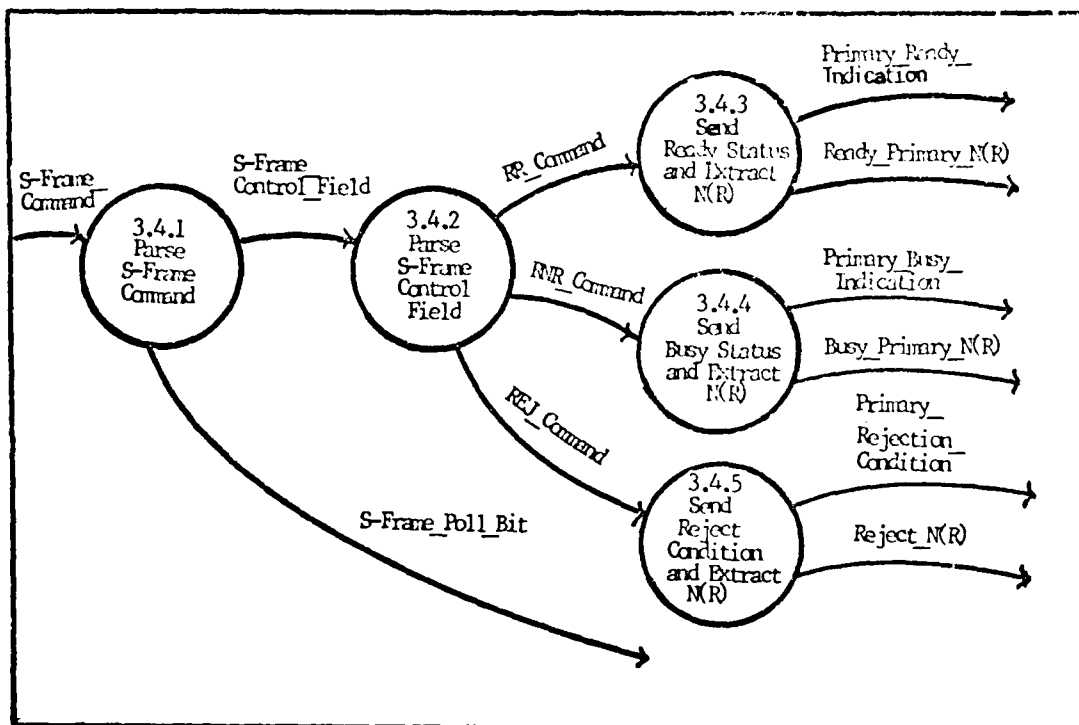 S-Frame_
Command
3.4.1
Parse
S-Frame
Command
S-Frame
Control_Field
3.4.2
Parse
S-Frame
Control
Field
RR_Command
RNR_Command
REJ_Command
S-Frame_Poll_Bit
3.4.3
Send
Ready Status
and Extract
N(R)
Primary_Ready_
Indication
Ready_Primary_N(R)
3.4.4
Send
Busy Status
and Extract
N(R)
Primary_Busy_
Indication
Busy_Primary_N(R)
3.4.5
Send
Reject
Condition
and Extract
N(R)
Primary_
Rejection_
Condition
Reject_N(R)